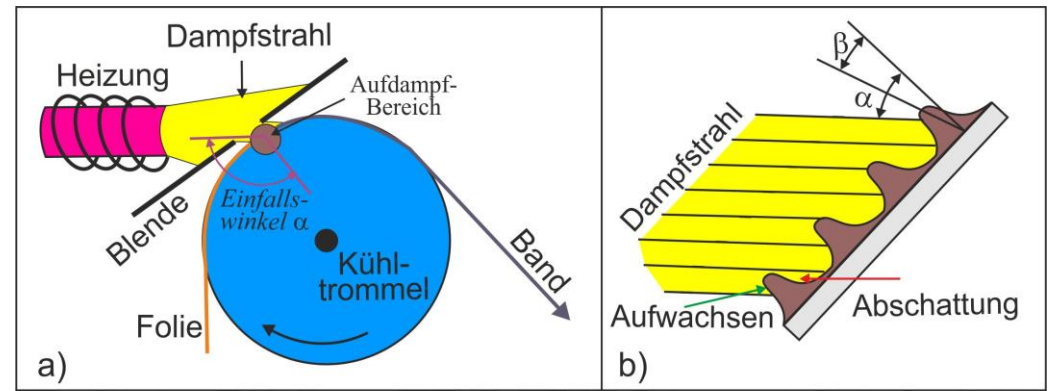 Dampfstrahl
Heizung
Aufdampf-
Bereich
Einfalls-
winkel α
Blende
Kühl-
trommel
Band
Folie
a)
β
α
Dampfstrahl
Aufwachsen
Abschattung
b)